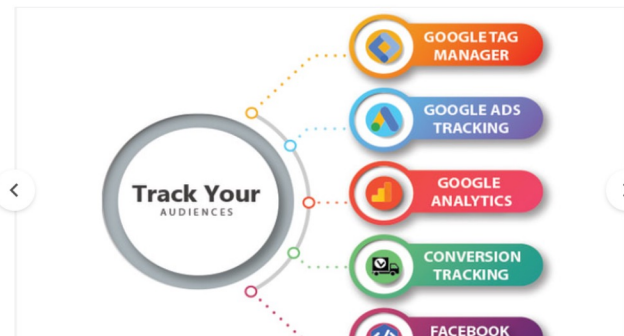 GOOGLE TAG
MANAGER
GOOGLE ADS
TRACKING
Track Your
AUDIENCES
GOOGLE
ANALYTICS
CONVERSION
TRACKING
FACEBOOK